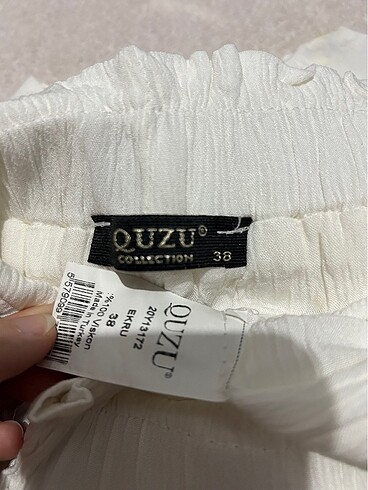 QUZU®
COLLECTION 38
QUZU®
20Y13172
EKRU
38
%100 Viskon
Made in Turkey